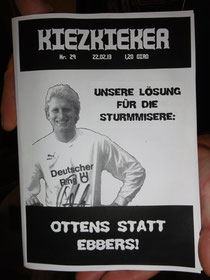 KIEZKIEKER
Nr. 29 22.02.13 1,20 EURO
UNSERE LÖSUNG
FÜR DIE
STURMMISERE:
Deutscher
Ring
OTTENS STATT
EBBERS!